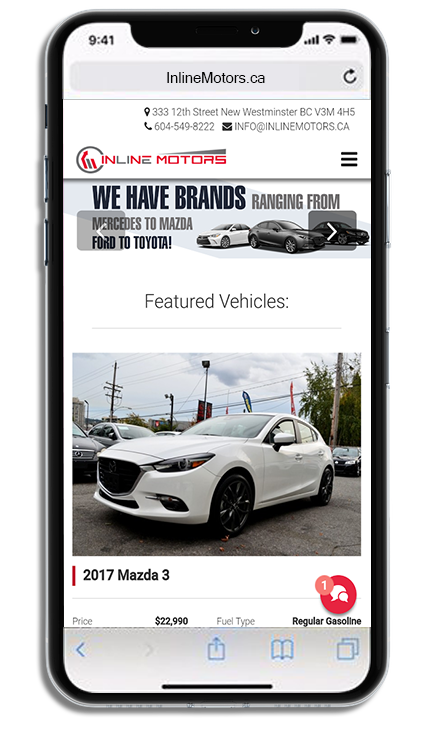 9:41
InlineMotors.ca
333 12th Street New Westminster BC V3M 4H5
604-549-8222 INFO@INLINEMOTORS.CA
INLINE MOTORS
WE HAVE BRANDS RANGING FROM
MERCEDES TO MAZDA
FORD TO TOYOTA!
Featured Vehicles:
2017 Mazda 3
1
Price $22,990 Fuel Type Regular Gasoline